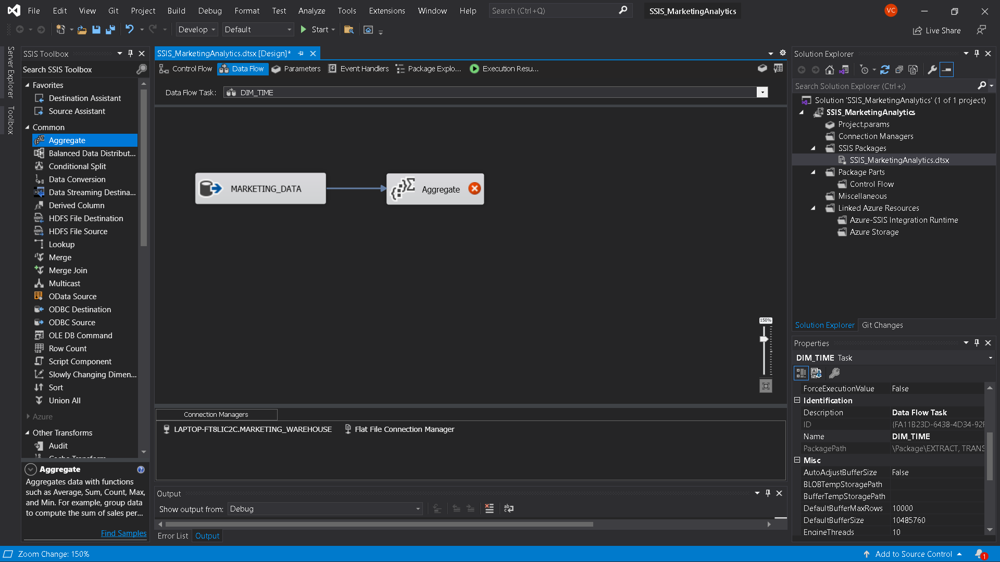 File Edit View Git Project Build Debug Format Test Analyze Tools Extensions Window Help Search (Ctrl+Q) SSIS_MarketingAnalytics VC
Develop Default Start Live Share
Server Explorer
Toolbox
SSIS Toolbox
Search SSIS Toolbox
Favorites
Destination Assistant
Source Assistant
Common
Aggregate
Balanced Data Distribut...
Conditional Split
Data Conversion
Data Streaming Destina...
Derived Column
HDFS File Destination
HDFS File Source
Lookup
Merge
Merge Join
Multicast
OData Source
ODBC Destination
ODBC Source
OLE DB Command
Row Count
Script Component
Slowly Changing Dimen...
Sort
Union All
Azure
Other Transforms
Audit
Aggregate
Aggregates data with functions
such as Average, Sum, Count, Max,
and Min. For example, group data
to compute the sum of sales per...
Find Samples
SSIS_MarketingAnalytics.dtsx [Design]*
Control Flow Data Flow Parameters Event Handlers Package Explo... Execution Resu...
Data Flow Task: DIM_TIME
MARKETING_DATA
Aggregate
150%
Connection Managers
LAPTOP-FT8LIC2C.MARKETING_WAREHOUSE Flat File Connection Manager
Output
Show output from: Debug
Error List Output
Solution Explorer
Search Solution Explorer (Ctrl+;)
Solution 'SSIS_MarketingAnalytics' (1 of 1 project)
SSIS_MarketingAnalytics
Project.params
Connection Managers
SSIS Packages
SSIS_MarketingAnalytics.dtsx
Package Parts
Control Flow
Miscellaneous
Linked Azure Resources
Azure-SSIS Integration Runtime
Azure Storage
Solution Explorer Git Changes
Properties
DIM_TIME Task
ForceExecutionValue False
Identification
Description Data Flow Task
ID {FA11B23D-6438-4D34-92
Name DIM_TIME
PackagePath \Package\EXTRACT, TRANS
Misc
AutoAdjustBufferSize False
BLOBTempStoragePath
BufferTempStoragePath
DefaultBufferMaxRows 10000
DefaultBufferSize 10485760
EngineThreads 10
Zoom Change: 150% Add to Source Control 1